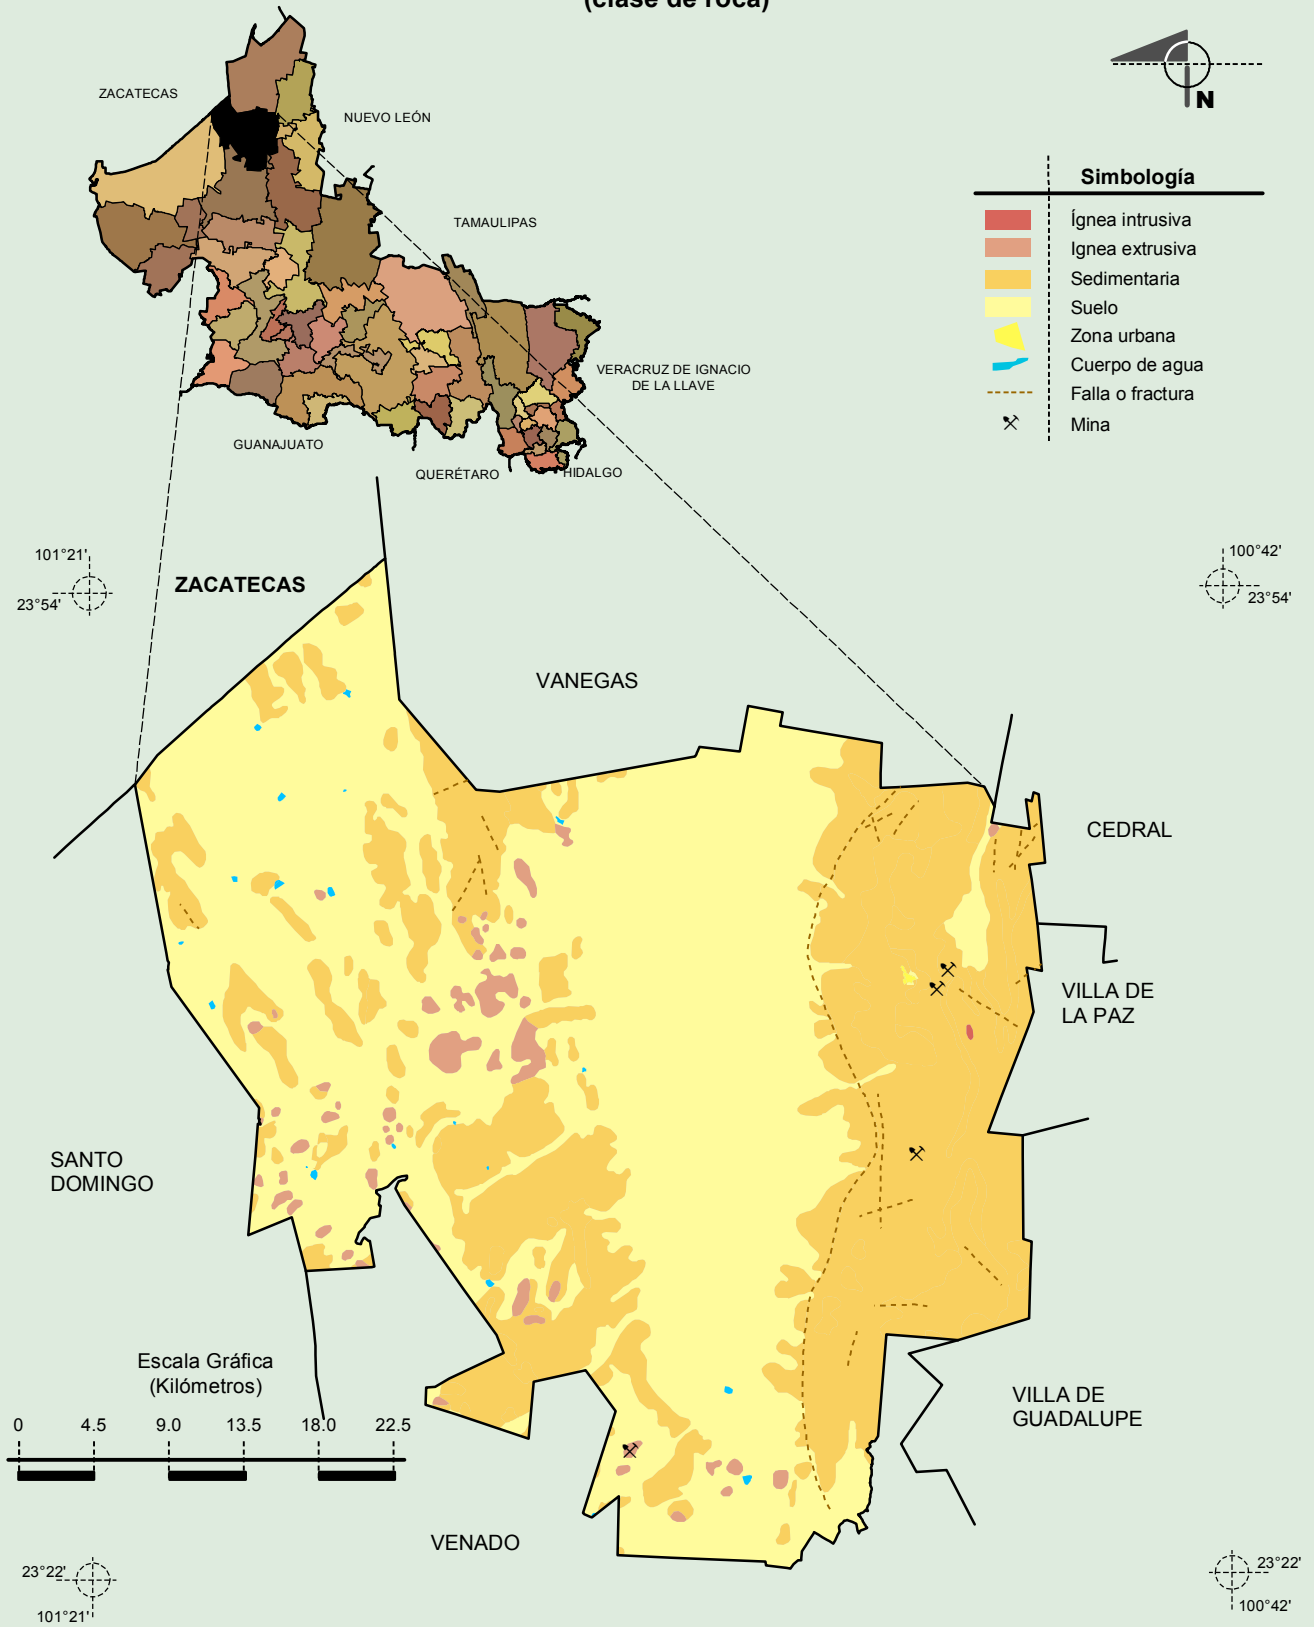 (clase de roca)
ZACATECAS
NUEVO LEÓN
TAMAULIPAS
VERACRUZ DE IGNACIO
DE LA LLAVE
GUANAJUATO
QUERÉTARO
HIDALGO
N
Simbología
Ígnea intrusiva
Ignea extrusiva
Sedimentaria
Suelo
Zona urbana
Cuerpo de agua
Falla o fractura
Mina
101°21'
23°54'
100°42'
23°54'
ZACATECAS
VANEGAS
CEDRAL
VILLA DE
LA PAZ
SANTO
DOMINGO
VILLA DE
GUADALUPE
VENADO
Escala Gráfica
(Kilómetros)
0 4.5 9.0 13.5 18.0 22.5
23°22'
101°21'
23°22'
100°42'